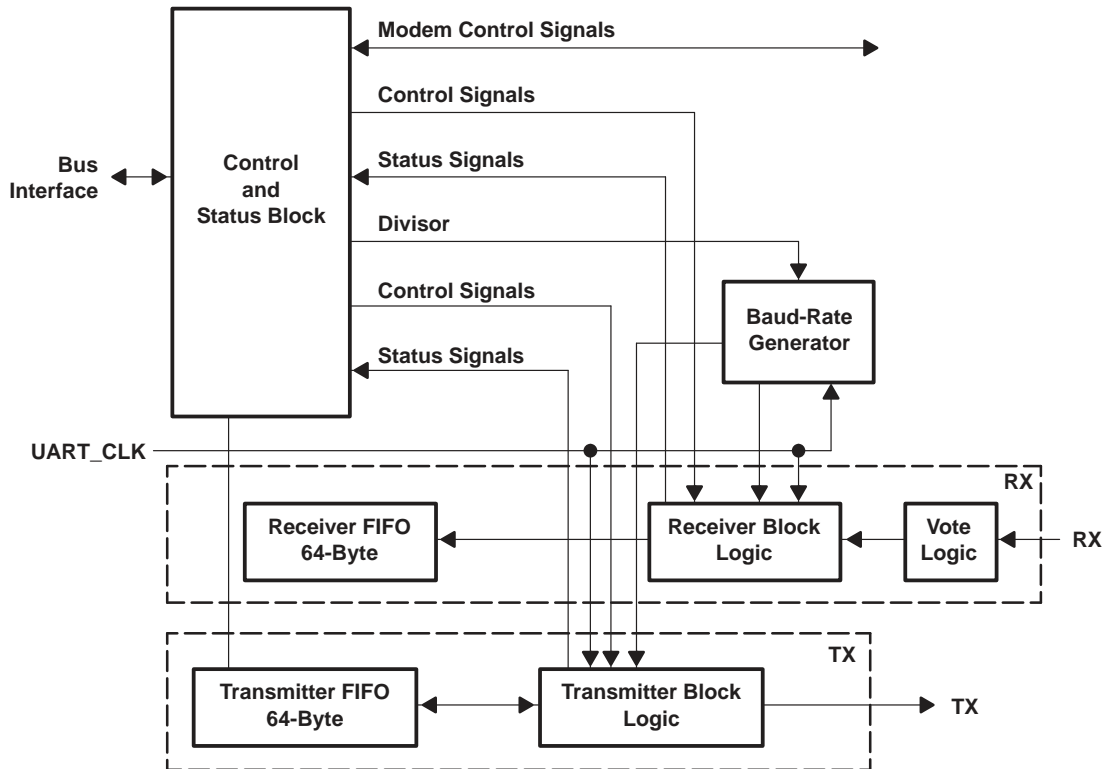 Modem Control Signals
Control Signals
Status Signals
Bus
Interface
Control
and
Status Block
Divisor
Control Signals
Baud-Rate
Generator
Status Signals
UART_CLK
RX
Receiver FIFO
64-Byte
Receiver Block
Logic
Vote
Logic
RX
TX
Transmitter FIFO
64-Byte
Transmitter Block
Logic
TX